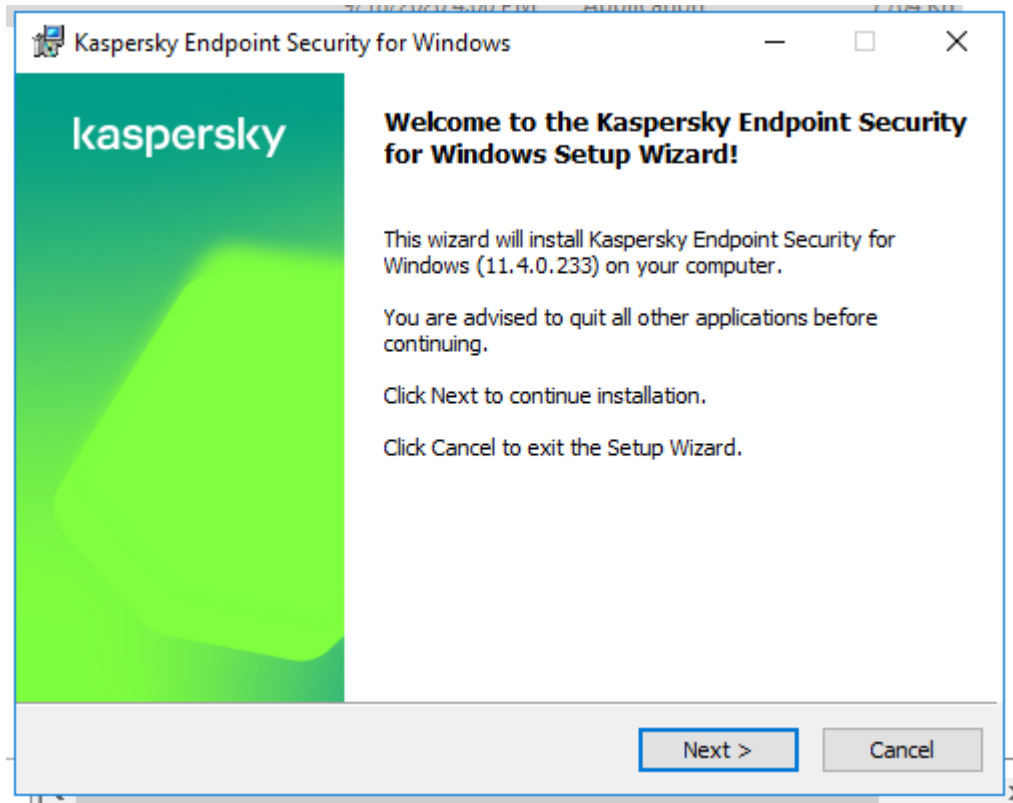 Kaspersky Endpoint Security for Windows
kaspersky
Welcome to the Kaspersky Endpoint Security
for Windows Setup Wizard!
This wizard will install Kaspersky Endpoint Security for
Windows (11.4.0.233) on your computer.
You are advised to quit all other applications before
continuing.
Click Next to continue installation.
Click Cancel to exit the Setup Wizard.
Next >
Cancel